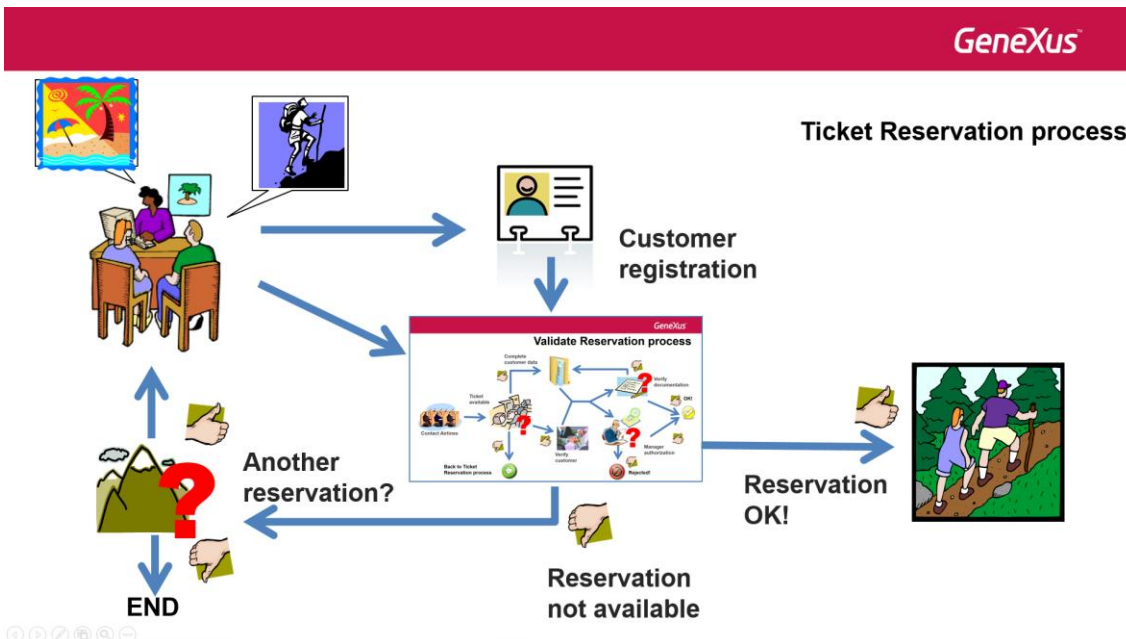 GeneXus™
Ticket Reservation process
Customer
registration
GeneXus
Validate Reservation process
Complete
customer data
Verify
documentation
Ticket
available
OK!
Contact Airlines
Verify
customer
Manager
authorization
Back to Ticket
Reservation process
Rejected!
Another
reservation?
Reservation
OK!
Reservation
not available
END